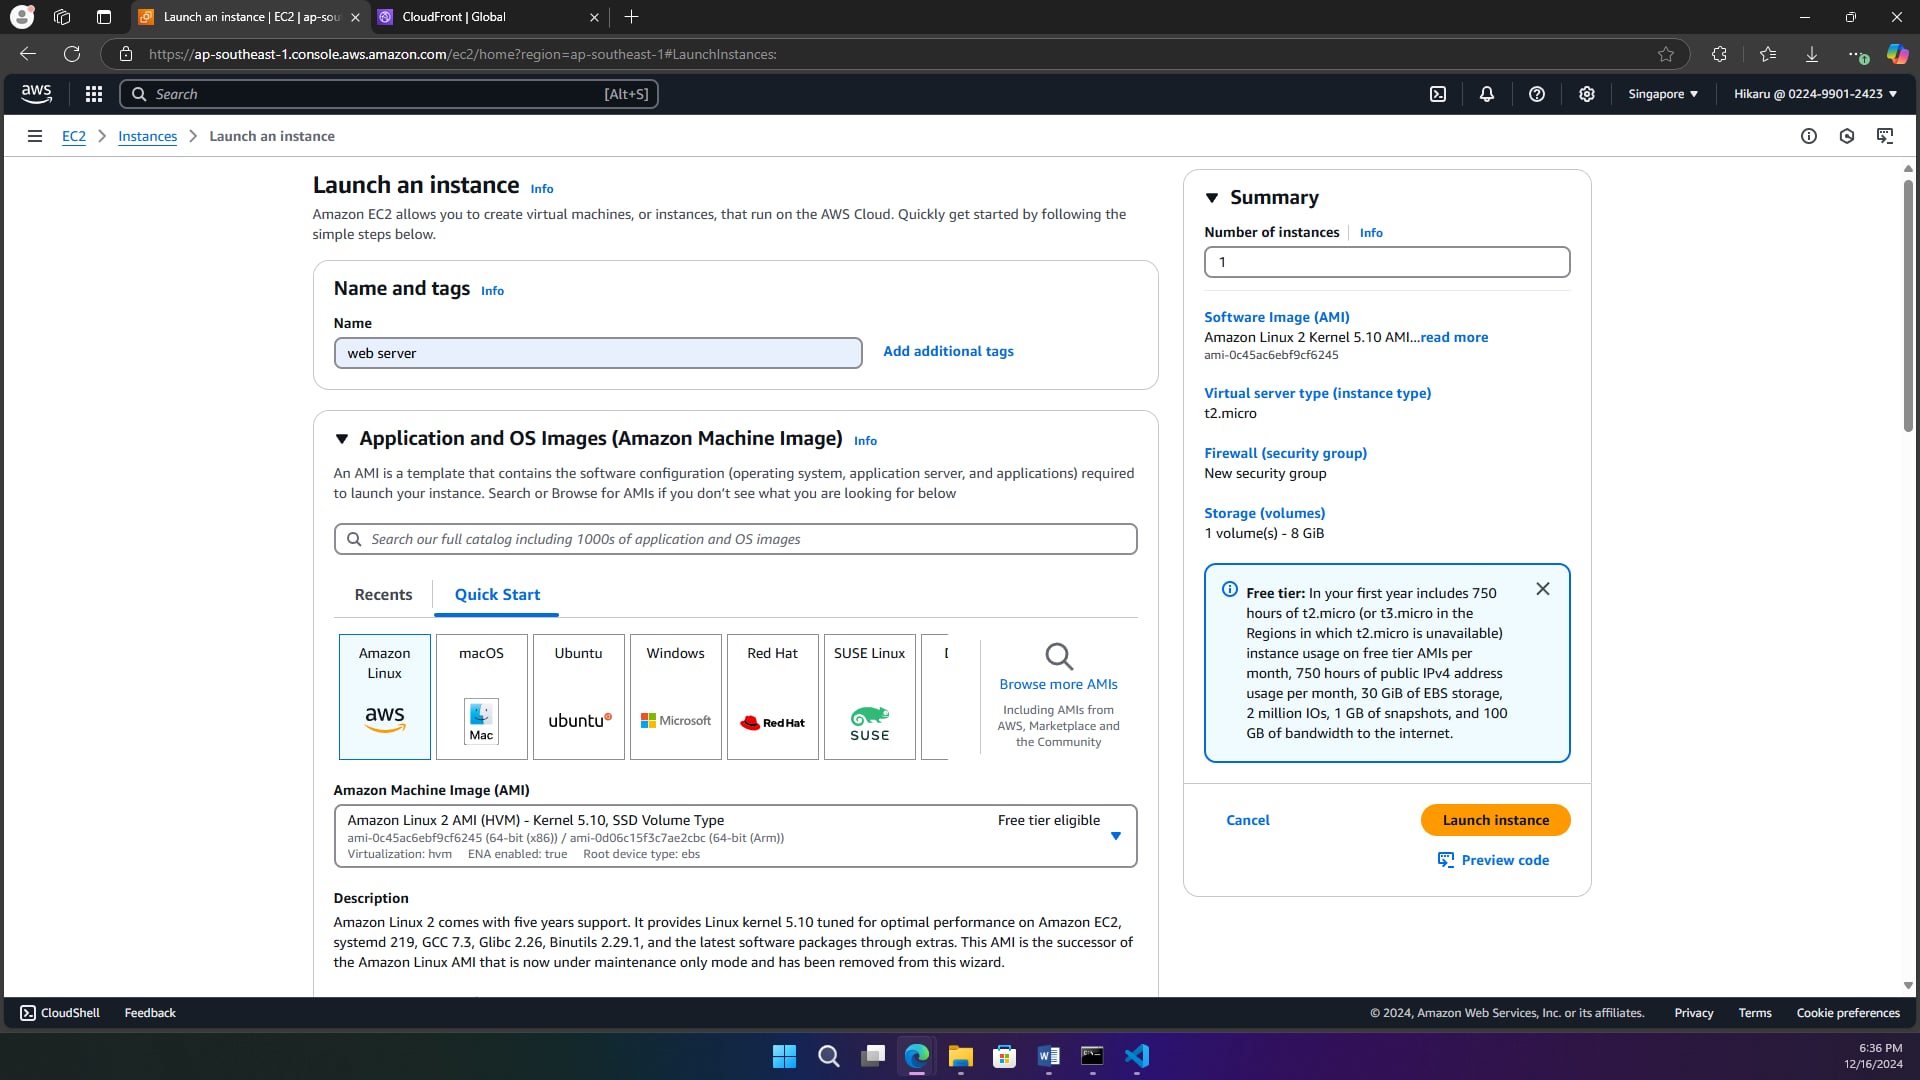 Launch an instance | EC2 | ap-sou
CloudFront | Global
https://ap-southeast-1.console.aws.amazon.com/ec2/home?region=ap-southeast-1#LaunchInstances:
aws
Search
[Alt+S]
Singapore
Hikaru @ 0224-9901-2423
EC2
Instances
Launch an instance
Launch an instance Info
Amazon EC2 allows you to create virtual machines, or instances, that run on the AWS Cloud. Quickly get started by following the
simple steps below.
Name and tags Info
Name
web server
Add additional tags
Application and OS Images (Amazon Machine Image) Info
An AMI is a template that contains the software configuration (operating system, application server, and applications) required
to launch your instance. Search or Browse for AMIs if you don’t see what you are looking for below
Search our full catalog including 1000s of application and OS images
Recents
Quick Start
Amazon
Linux
aws
macOS
Mac
Ubuntu
ubuntu
Windows
Microsoft
Red Hat
Red Hat
SUSE Linux
SUSE
Browse more AMIs
Including AMIs from
AWS, Marketplace and
the Community
Amazon Machine Image (AMI)
Amazon Linux 2 AMI (HVM) - Kernel 5.10, SSD Volume Type
Free tier eligible
ami-0c45ac6ebf9cf6245 (64-bit (x86)) / ami-0d06c15f3c7ae2cbc (64-bit (Arm))
Virtualization: hvm ENA enabled: true Root device type: ebs
Description
Amazon Linux 2 comes with five years support. It provides Linux kernel 5.10 tuned for optimal performance on Amazon EC2,
systemd 219, GCC 7.3, Glibc 2.26, Binutils 2.29.1, and the latest software packages through extras. This AMI is the successor of
the Amazon Linux AMI that is now under maintenance only mode and has been removed from this wizard.
Summary
Number of instances Info
1
Software Image (AMI)
Amazon Linux 2 Kernel 5.10 AMI...read more
ami-0c45ac6ebf9cf6245
Virtual server type (instance type)
t2.micro
Firewall (security group)
New security group
Storage (volumes)
1 volume(s) - 8 GiB
Free tier: In your first year includes 750
hours of t2.micro (or t3.micro in the
Regions in which t2.micro is unavailable)
instance usage on free tier AMIs per
month, 750 hours of public IPv4 address
usage per month, 30 GiB of EBS storage,
2 million IOs, 1 GB of snapshots, and 100
GB of bandwidth to the internet.
Cancel
Launch instance
Preview code
CloudShell
Feedback
© 2024, Amazon Web Services, Inc. or its affiliates.
Privacy
Terms
Cookie preferences
6:36 PM
12/16/2024